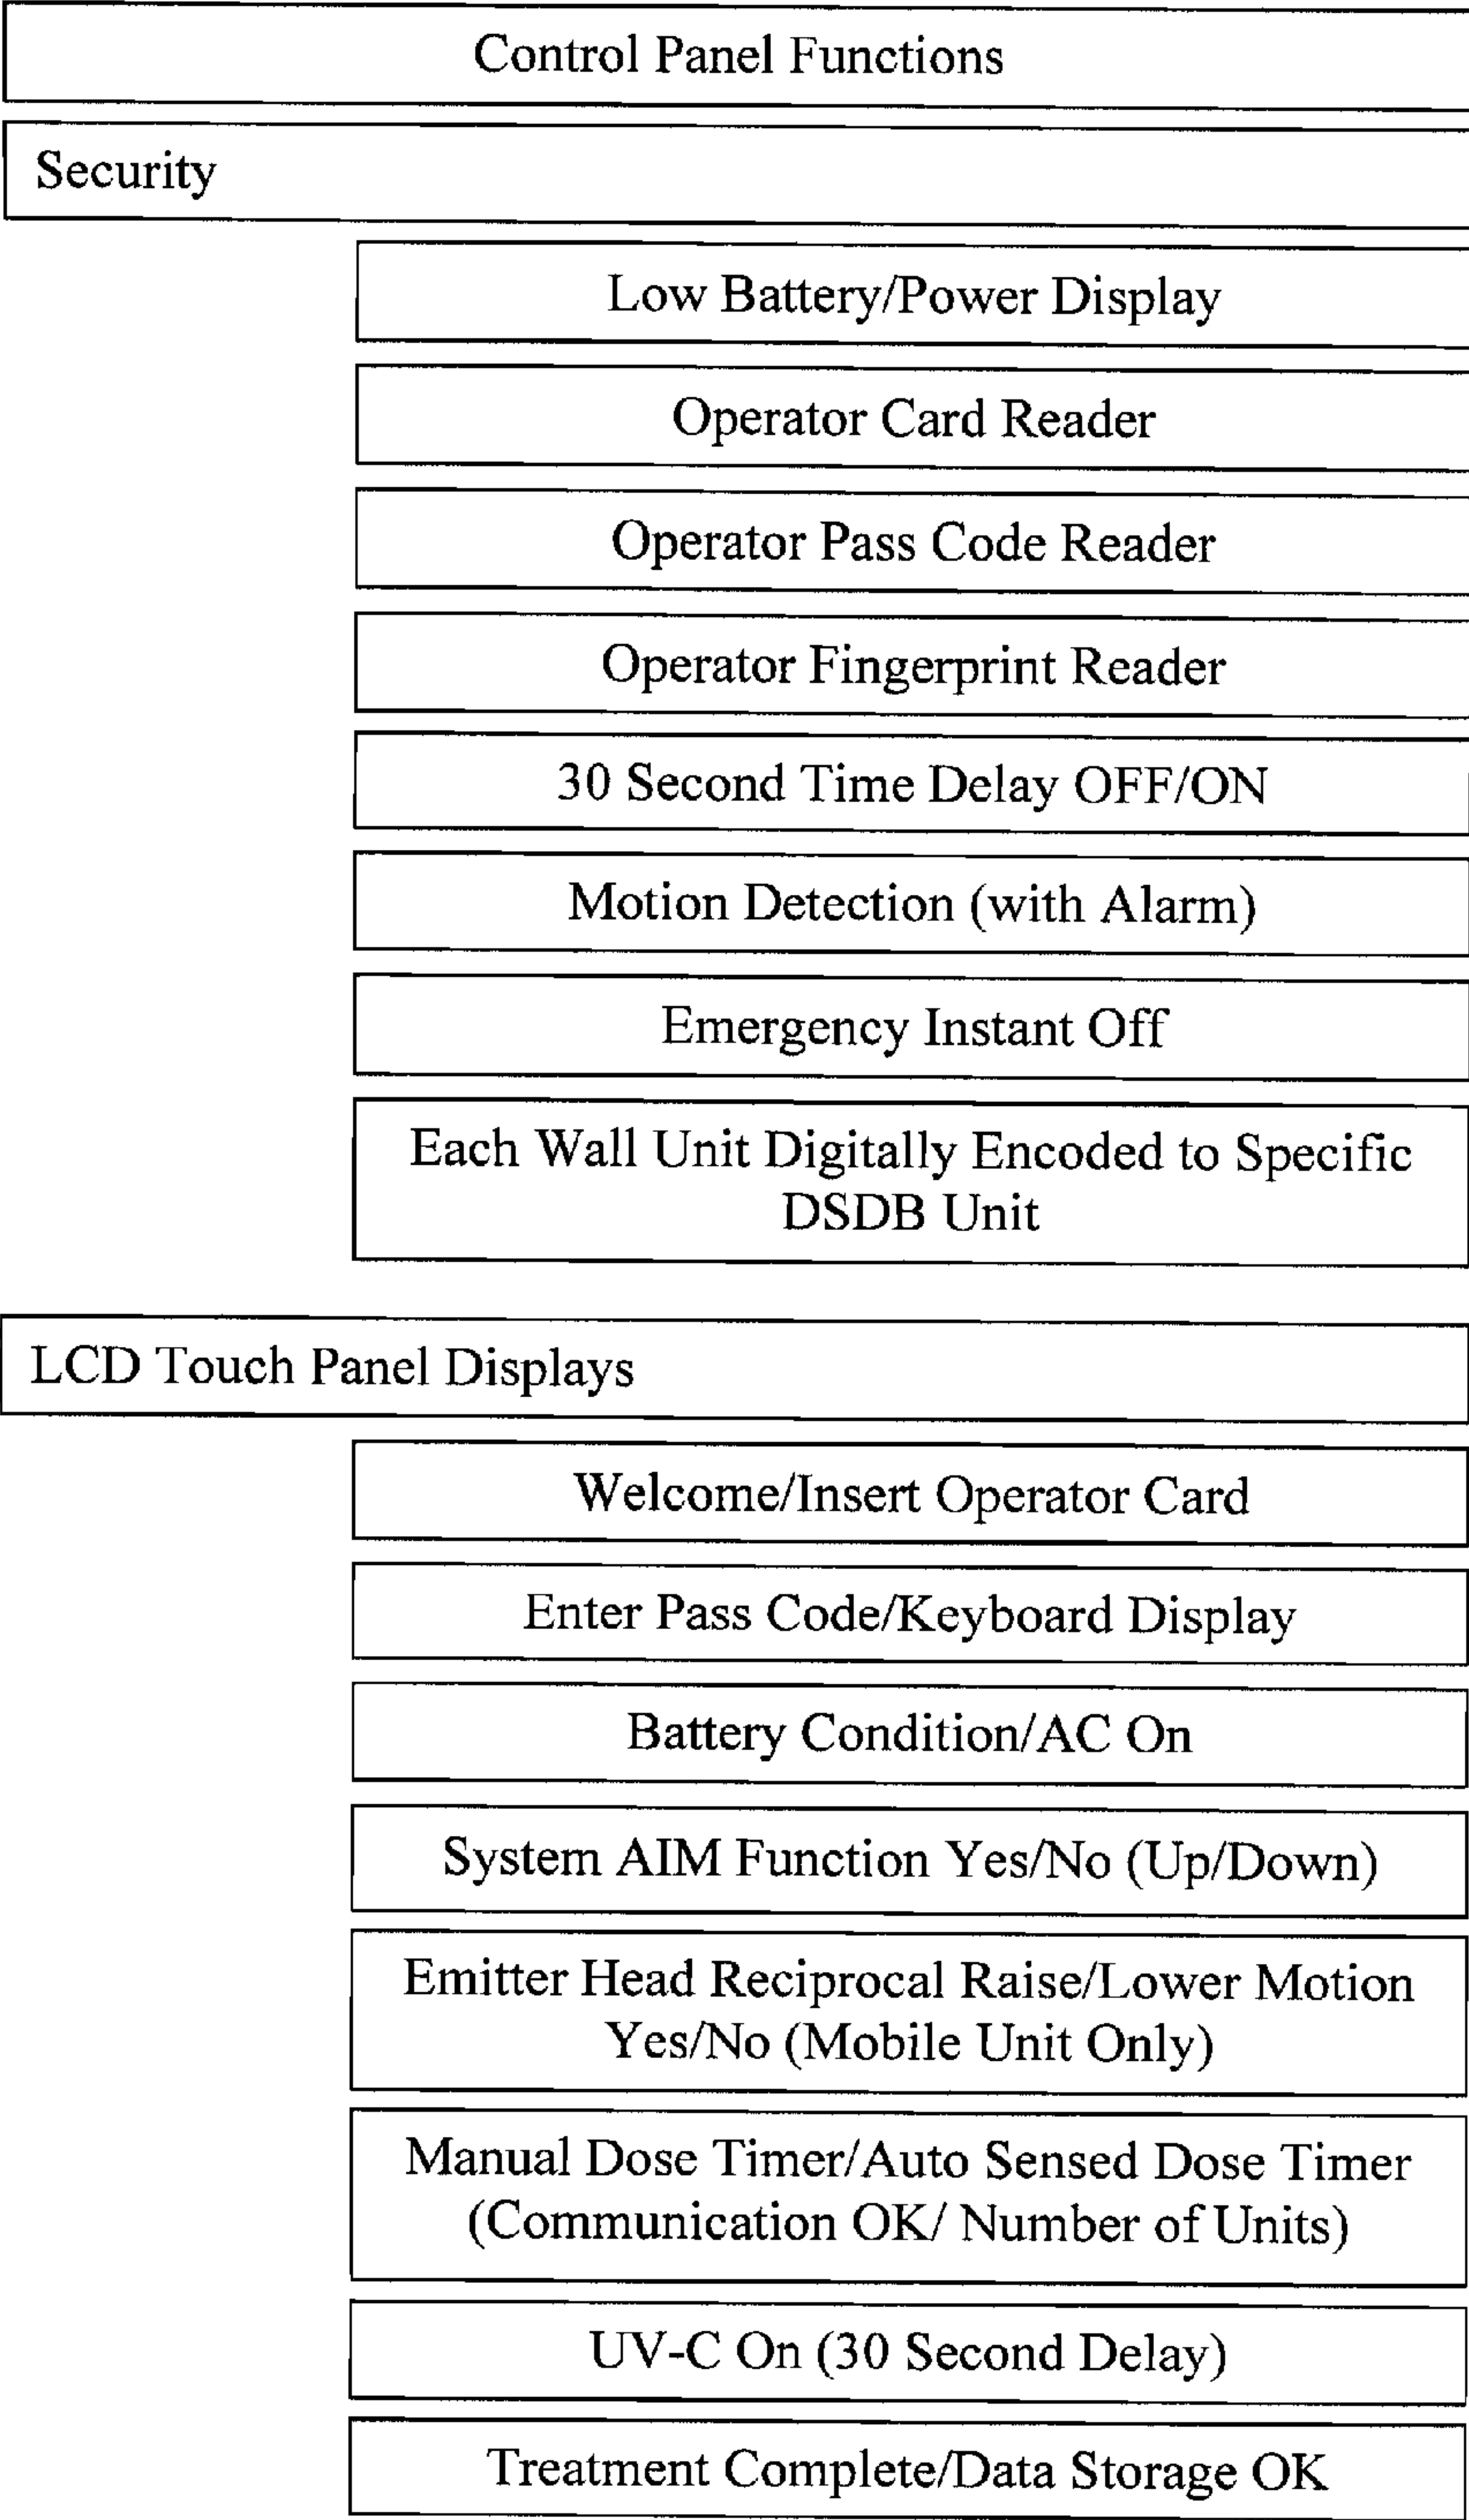 Control Panel Functions
Security
Low Battery/Power Display
Operator Card Reader
Operator Pass Code Reader
Operator Fingerprint Reader
30 Second Time Delay OFF/ON
Motion Detection (with Alarm)
Emergency Instant Off
Each Wall Unit Digitally Encoded to Specific
DSDB Unit
LCD Touch Panel Displays
Welcome/Insert Operator Card
Enter Pass Code/Keyboard Display
Battery Condition/AC On
System AIM Function Yes/No (Up/Down)
Emitter Head Reciprocal Raise/Lower Motion
Yes/No (Mobile Unit Only)
Manual Dose Timer/Auto Sensed Dose Timer
(Communication OK/ Number of Units)
UV-C On (30 Second Delay)
Treatment Complete/Data Storage OK